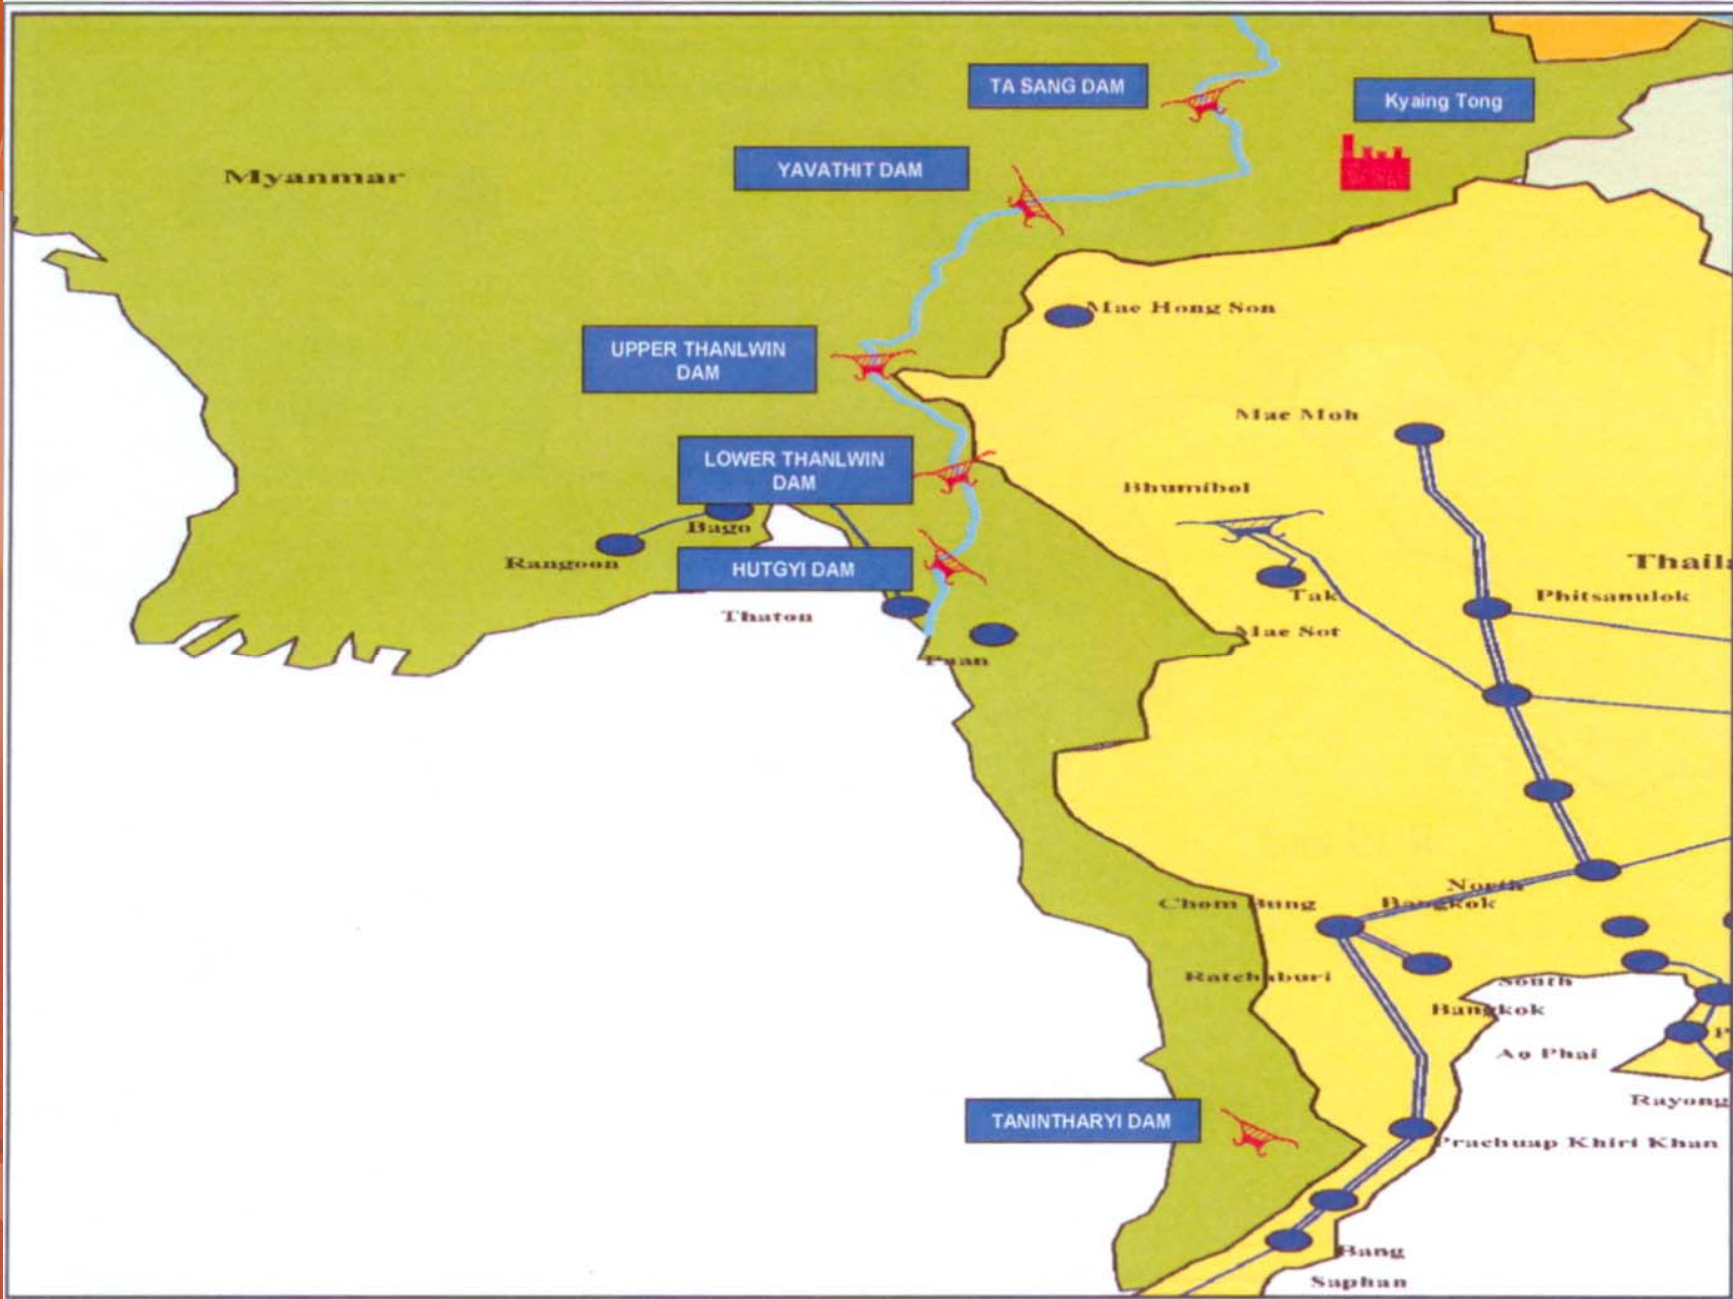 TA SANG DAM
Kyaing Tong
YAVATHIT DAM
Myanmar
Mae Hong Son
UPPER THANLWIN
DAM
Mae Moh
LOWER THANLWIN
DAM
Bhumibol
Bago
Rangoon
HUTGYI DAM
Thaila
Tak
Phitsanulok
Thaton
Mae Sot
Paan
North
Bangkok
Chom Bung
Ratchaburi
South
Bangkok
P
Ao Phai
Rayong
TANINTHARYI DAM
Prachuap Khiri Khan
Bang
Saphan